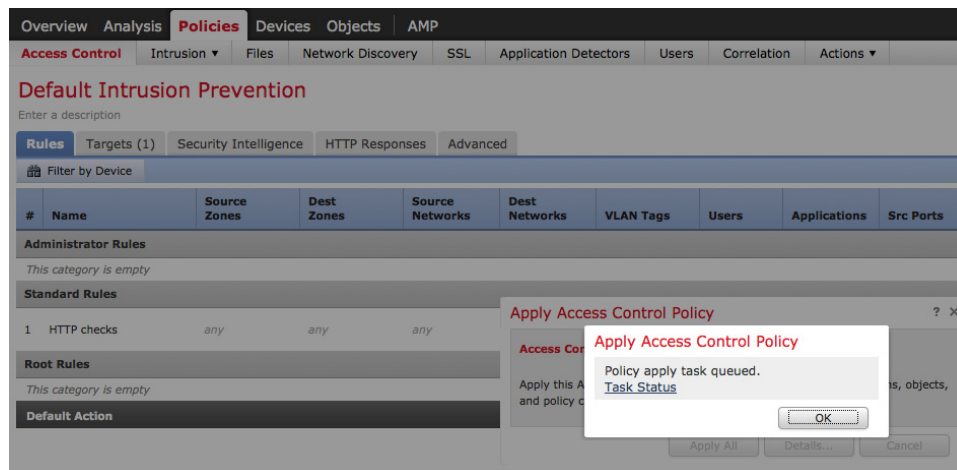 Overview Analysis Policies Devices Objects AMP
Access Control Intrusion ▼ Files Network Discovery SSL Application Detectors Users Correlation Actions ▼
Default Intrusion Prevention
Enter a description
Rules Targets (1) Security Intelligence HTTP Responses Advanced
Filter by Device
# Name Source Zones Dest Zones Source Networks Dest Networks VLAN Tags Users Applications Src Ports
Administrator Rules
This category is empty
Standard Rules
1 HTTP checks any any any
Root Rules
This category is empty
Default Action
Apply Access Control Policy ? ×
Access Con
Apply this A
ns, objects,
and policy c
Apply Access Control Policy
Policy apply task queued.
Task Status
OK
Apply All Details... Cancel